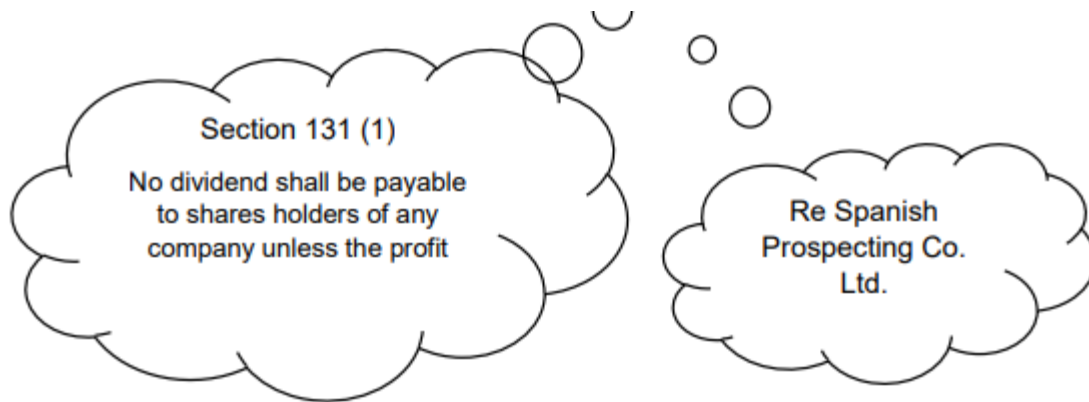 Section 131 (1)
No dividend shall be payable
to shares holders of any
company unless the profit
Re Spanish
Prospecting Co.
Ltd.